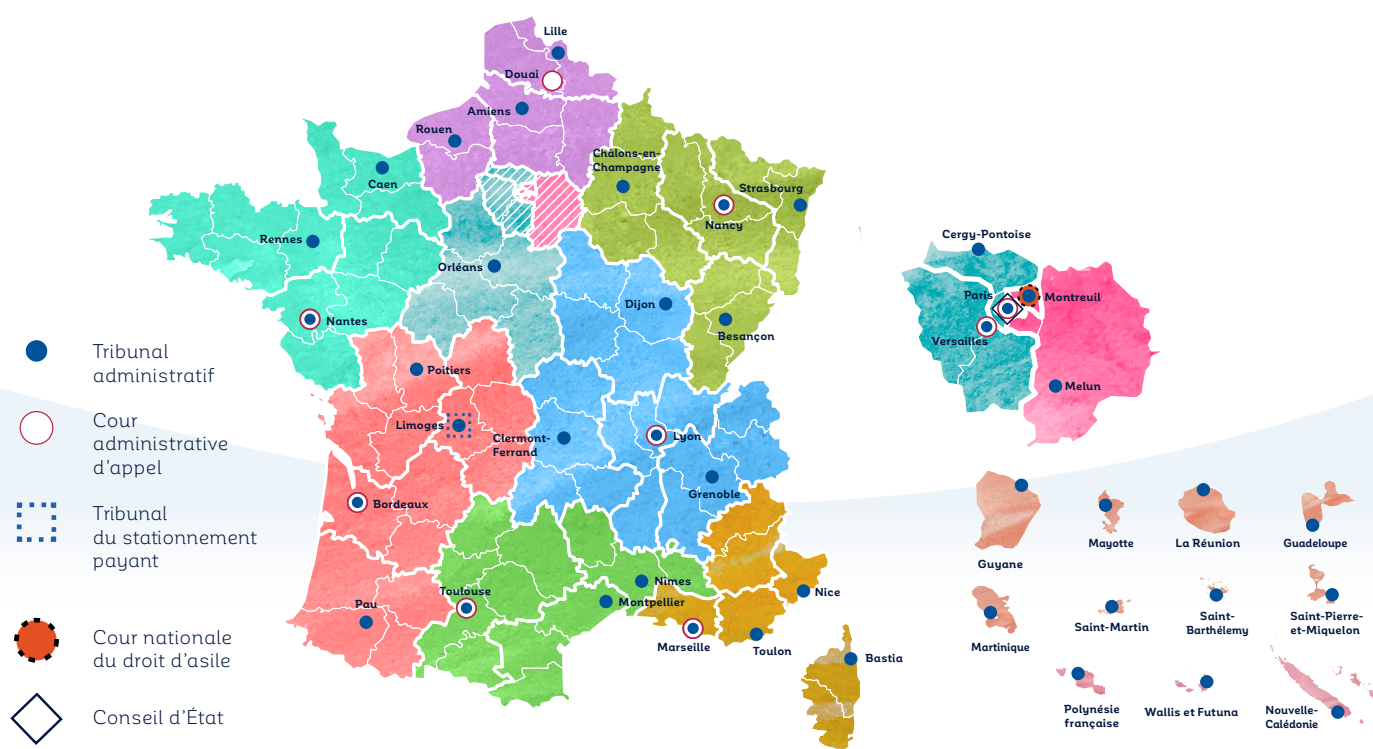 Lille
Douai
Amiens
Rouen
Caen
Châlons-en-
Champagne
Strasbourg
Nancy
Rennes
Orléans
Nantes
Dijon
Besançon
Poitiers
Limoges
Clermont-
Ferrand
Lyon
Grenoble
Bordeaux
Pau
Toulouse
Nîmes
Montpellier
Marseille
Toulon
Nice
Bastia
Tribunal
administratif
Cour
administrative
d'appel
Tribunal
du stationnement
payant
Cour nationale
du droit d'asile
Conseil d'État
Cergy-Pontoise
Paris
Montreuil
Versailles
Melun
Guyane
Mayotte
La Réunion
Guadeloupe
Martinique
Saint-Martin
Saint-
Barthélemy
Saint-Pierre-
et-Miquelon
Polynésie
française
Wallis et Futuna
Nouvelle-
Calédonie